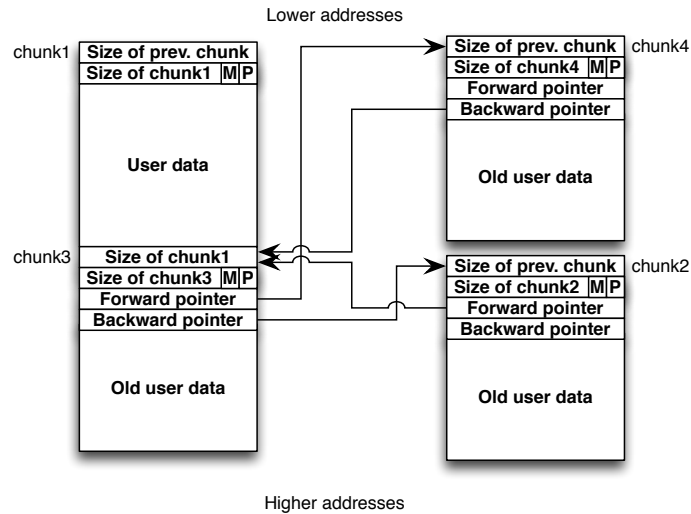 Lower addresses
chunk1
Size of prev. chunk
Size of chunk1 M P
User data
chunk3
Size of chunk1
Size of chunk3 M P
Forward pointer
Backward pointer
Old user data
Size of prev. chunk
chunk4
Size of chunk4 M P
Forward pointer
Backward pointer
Old user data
Size of prev. chunk
chunk2
Size of chunk2 M P
Forward pointer
Backward pointer
Old user data
Higher addresses